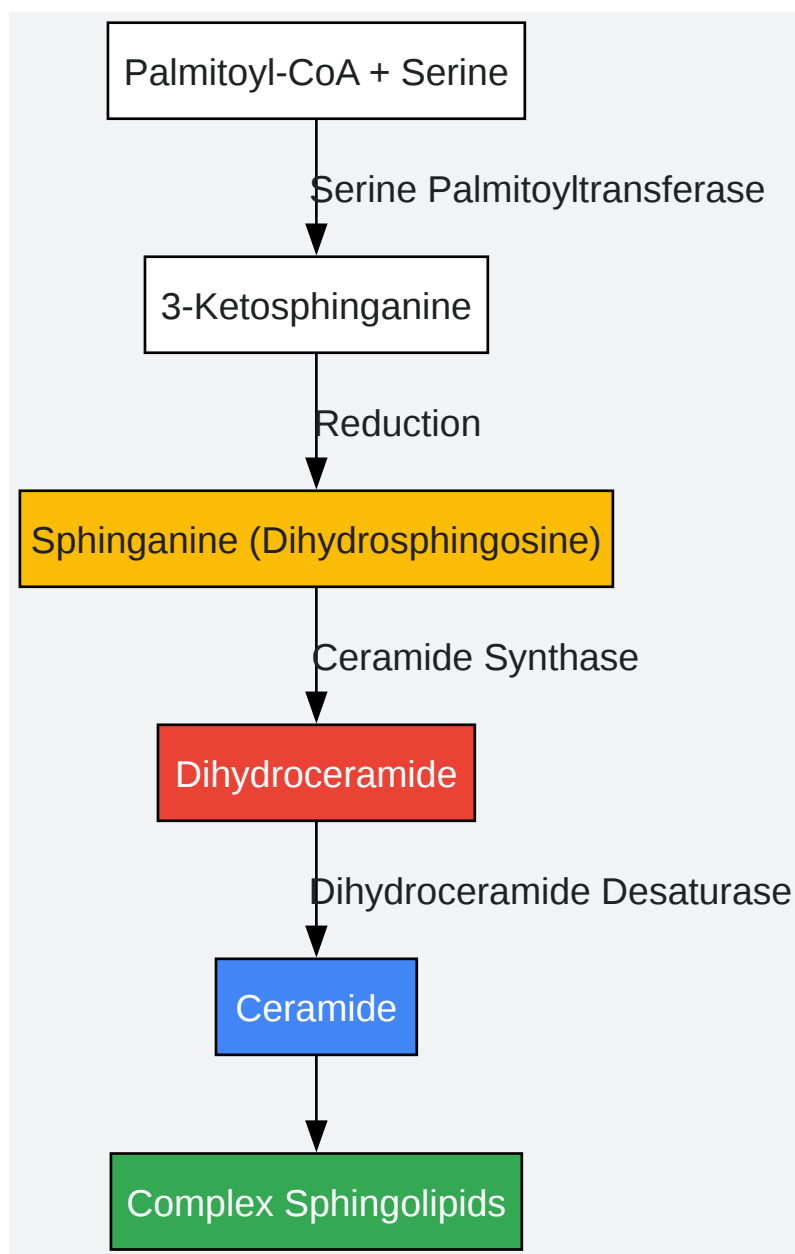 Palmitoyl-CoA + Serine
Serine Palmitoyltransferase
3-Ketosphinganine
Reduction
Sphinganine (Dihydrosphingosine)
Ceramide Synthase
Dihydroceramide
Dihydroceramide Desaturase
Ceramide
Complex Sphingolipids